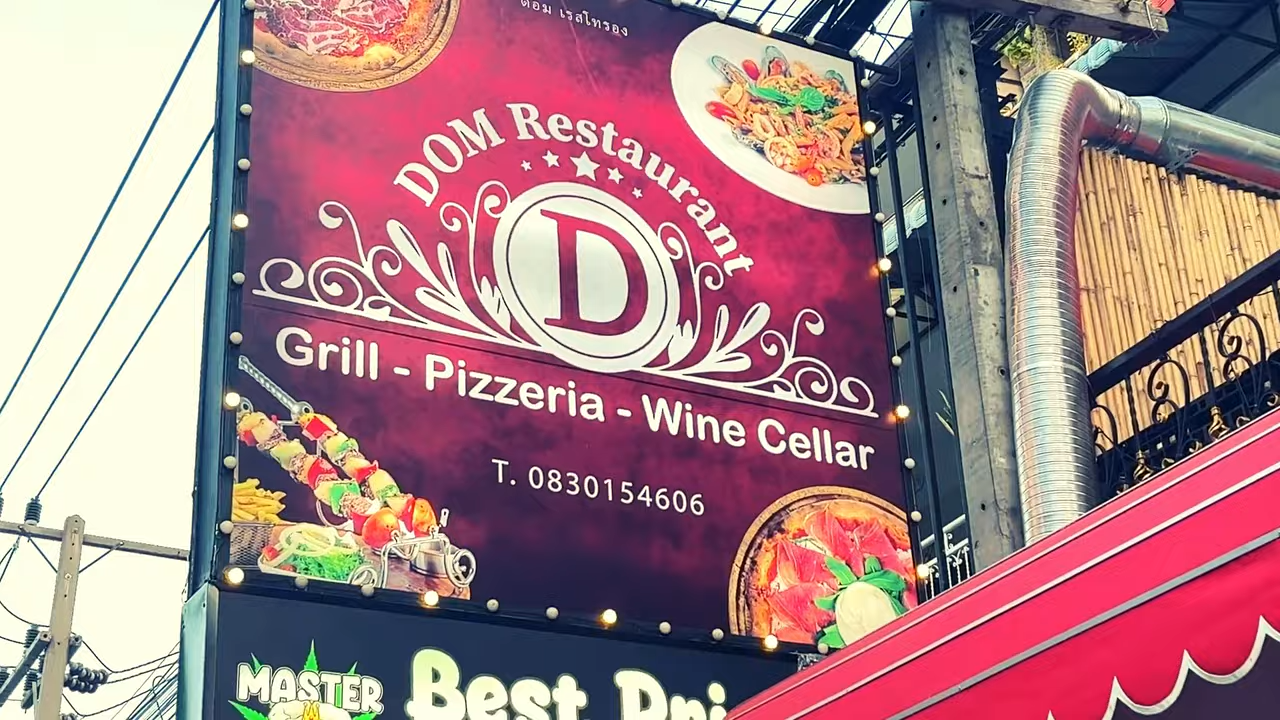 ดอม เรสโทรอง
DOM Restaurant
D
Grill - Pizzeria - Wine Cellar
T. 0830154606
MASTER
Best Pri